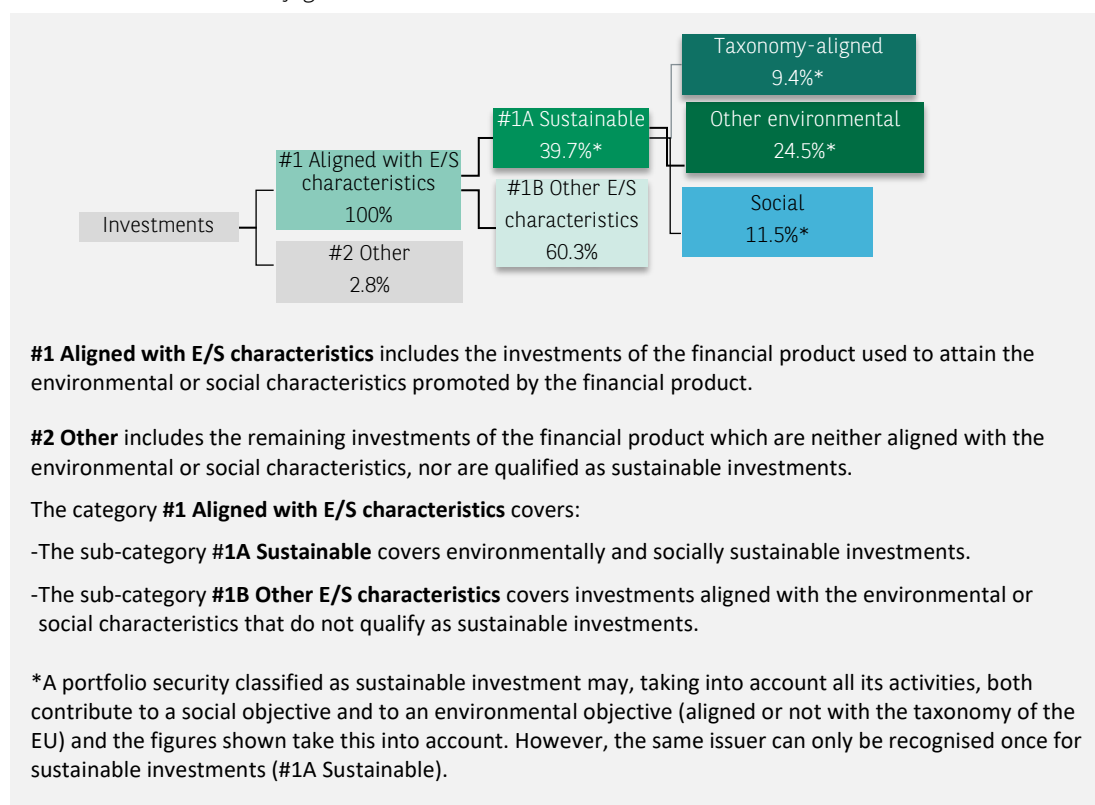 Taxonomy-aligned
9.4%*
#1A Sustainable
39.7%*
Other environmental
24.5%*
#1 Aligned with E/S
characteristics
100%
#1B Other E/S
characteristics
60.3%
Social
11.5%*
Investments
#2 Other
2.8%
#1 Aligned with E/S characteristics includes the investments of the financial product used to attain the
environmental or social characteristics promoted by the financial product.
#2 Other includes the remaining investments of the financial product which are neither aligned with the
environmental or social characteristics, nor are qualified as sustainable investments.
The category #1 Aligned with E/S characteristics covers:
-The sub-category #1A Sustainable covers environmentally and socially sustainable investments.
-The sub-category #1B Other E/S characteristics covers investments aligned with the environmental or
social characteristics that do not qualify as sustainable investments.
*A portfolio security classified as sustainable investment may, taking into account all its activities, both
contribute to a social objective and to an environmental objective (aligned or not with the taxonomy of the
EU) and the figures shown take this into account. However, the same issuer can only be recognised once for
sustainable investments (#1A Sustainable).